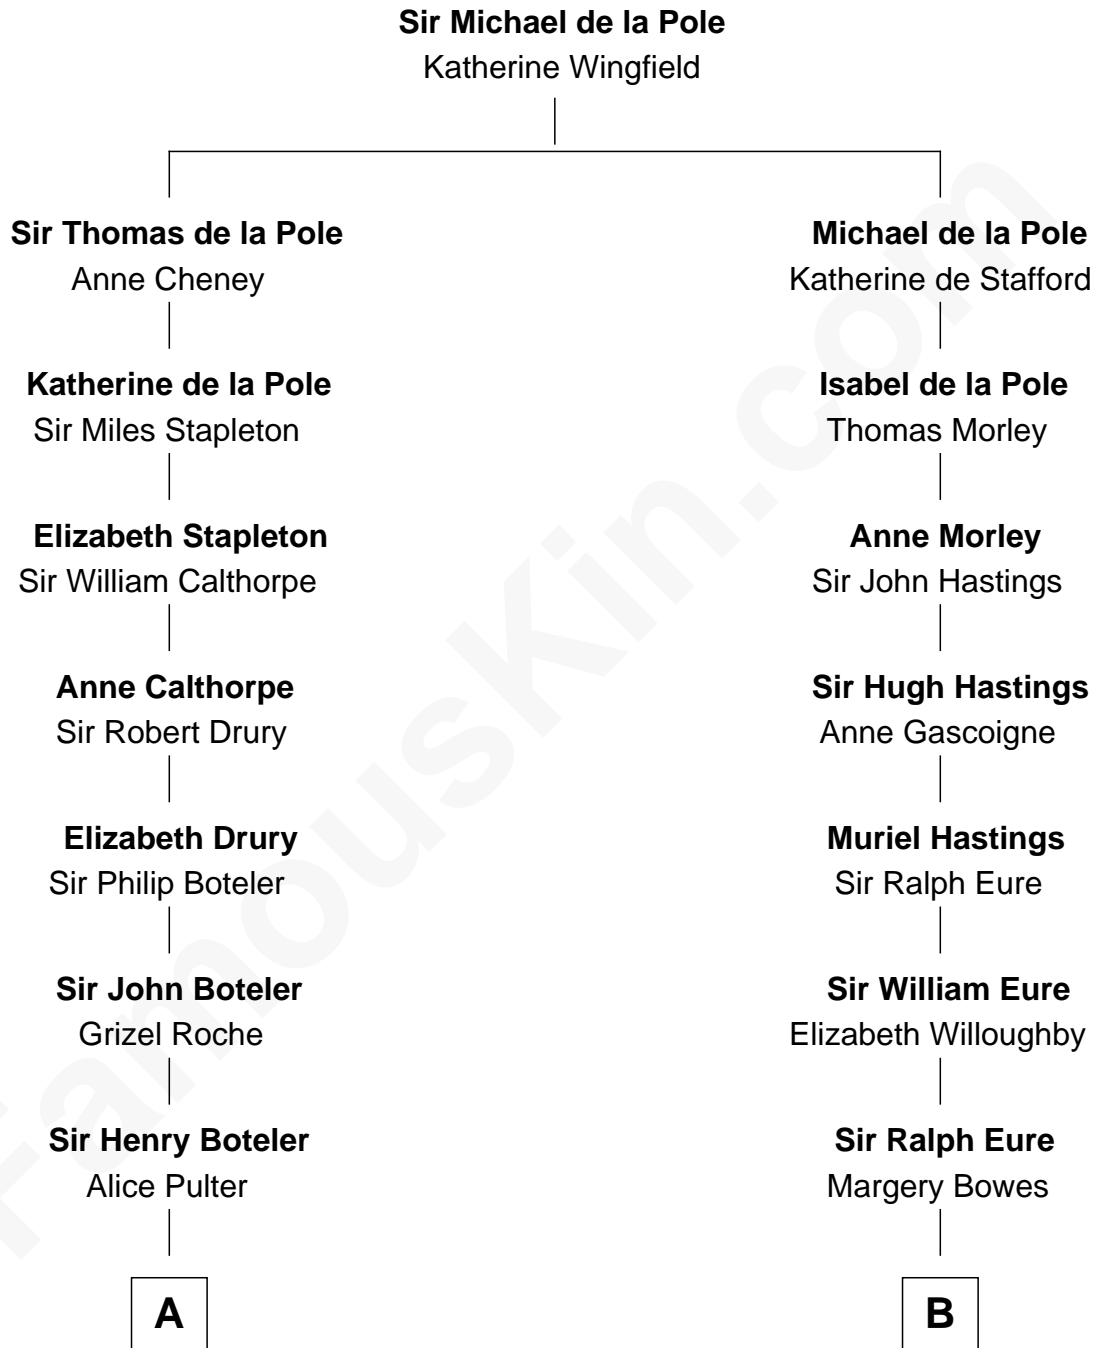 Sir Michael de la Pole
Katherine Wingfield
Sir Thomas de la Pole
Anne Cheney
Katherine de la Pole
Sir Miles Stapleton
Elizabeth Stapleton
Sir William Calthorpe
Anne Calthorpe
Sir Robert Drury
Elizabeth Drury
Sir Philip Boteler
Sir John Boteler
Grizel Roche
Sir Henry Boteler
Alice Pulter
A
Michael de la Pole
Katherine de Stafford
Isabel de la Pole
Thomas Morley
Anne Morley
Sir John Hastings
Sir Hugh Hastings
Anne Gascoigne
Muriel Hastings
Sir Ralph Eure
Sir William Eure
Elizabeth Willoughby
Sir Ralph Eure
Margery Bowes
B
FamousKin.com